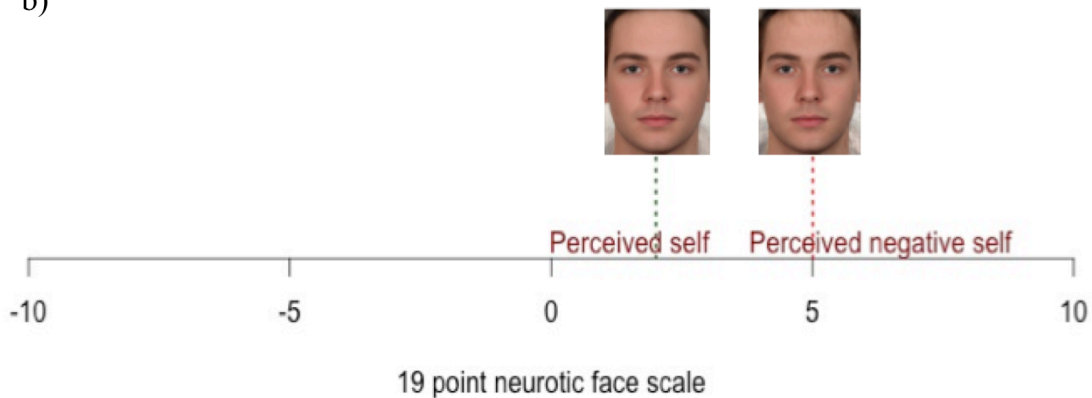 b)
Perceived self Perceived negative self
-10 -5 0 5 10
19 point neurotic face scale